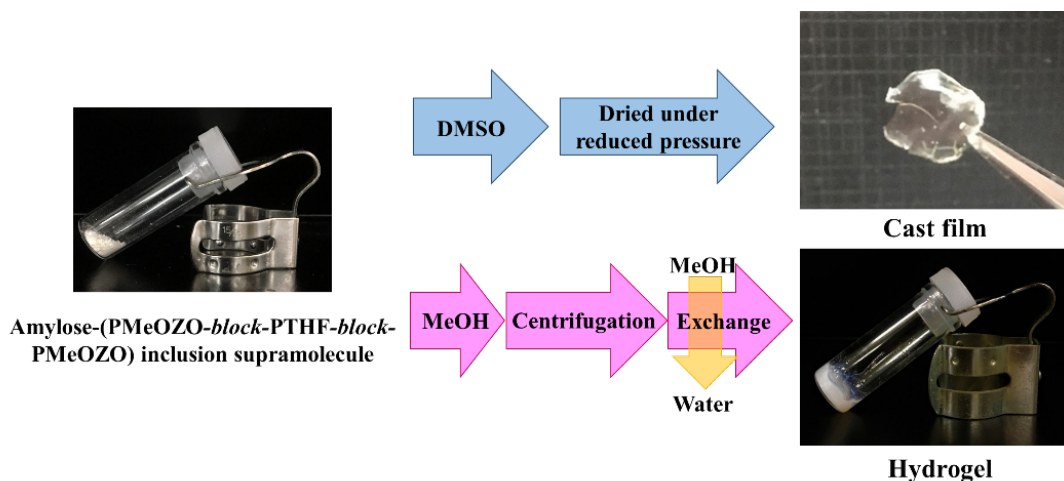 DMSO
Dried under
reduced pressure
Cast film
Amylose-(PMeOZO-block-PTHF-block-
PMeOZO) inclusion supramolecule
MeOH
Centrifugation
MeOH
Exchange
Water
Hydrogel